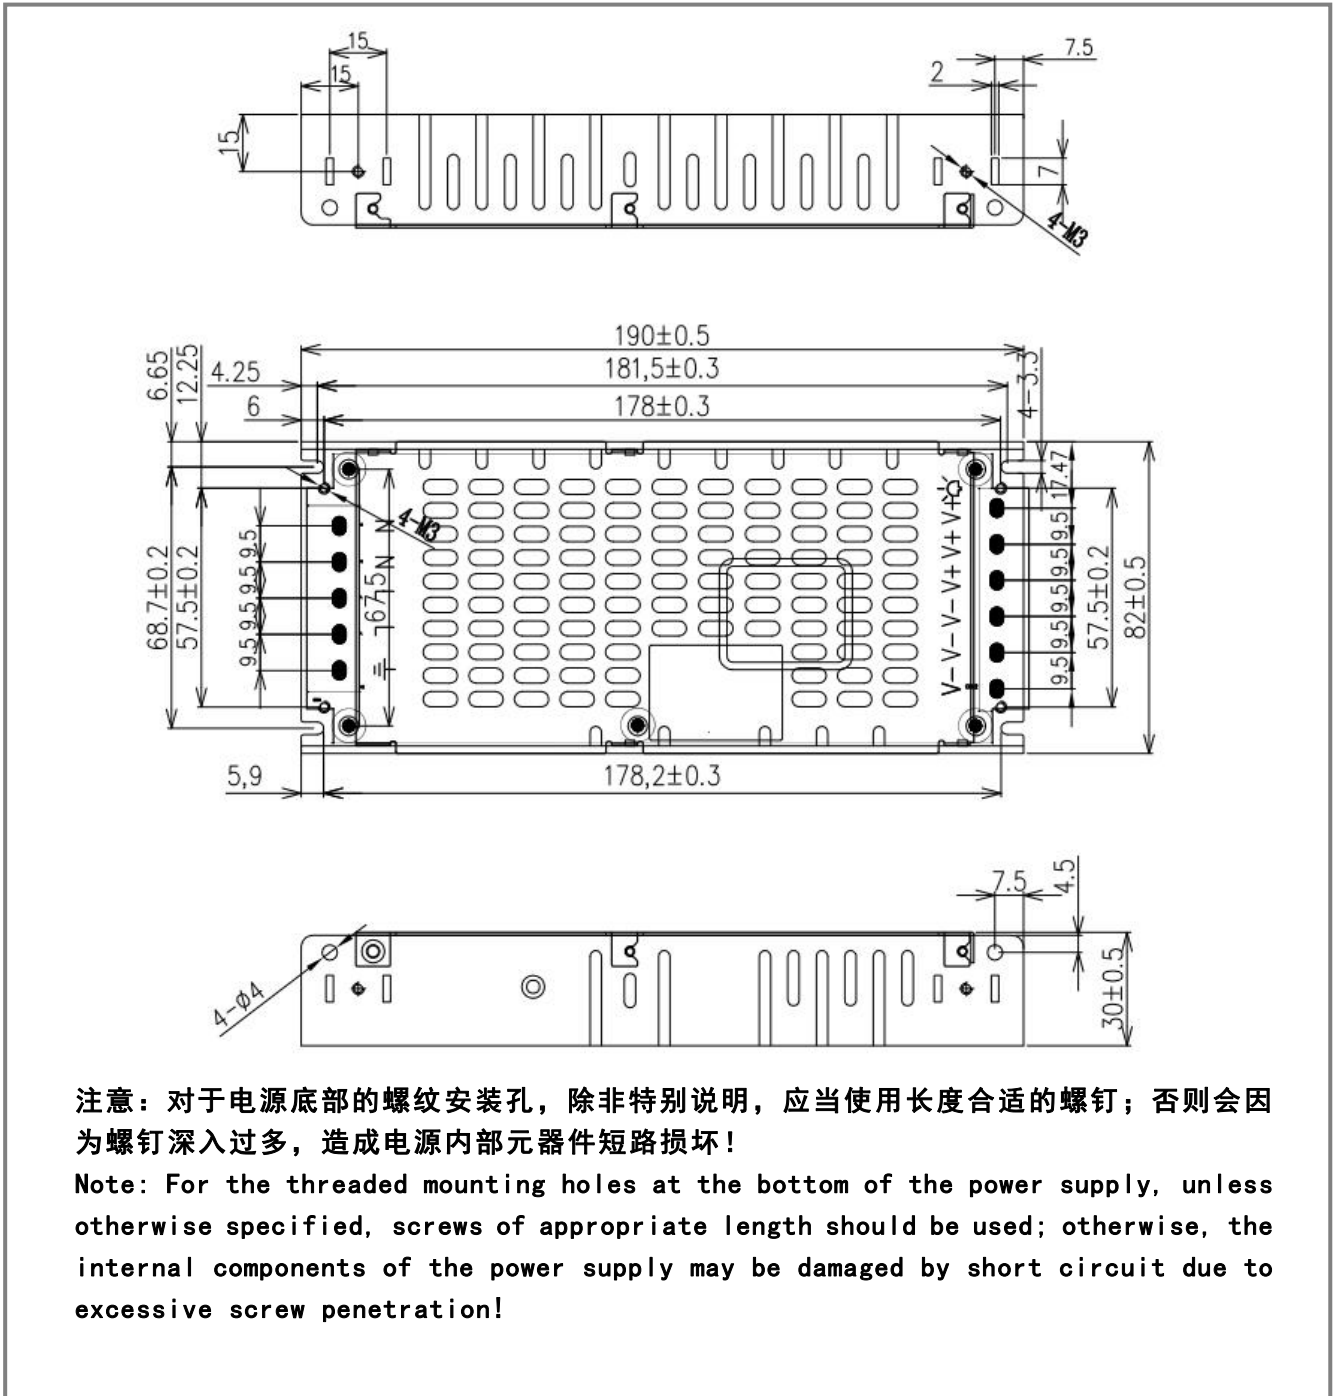 15
15
15
2
7.5
7
4-M3
190±0.5
181,5±0.3
178±0.3
6.65
12.25
4.25
6
4-3.3
17.47
4-M3
N
N
L
L
67.5
68.7±0.2
57.5±0.2
9.5
9.5
9.5
9.5
V- V- V- V+ V+ V+
9.5
9.5
9.5
9.5
9.5
57.5±0.2
82±0.5
5,9
178,2±0.3
7.5
4.5
4-Ø4
30±0.5
注意：对于电源底部的螺纹安装孔，除非特别说明，应当使用长度合适的螺钉；否则会因
为螺钉深入过多，造成电源内部元器件短路损坏！
Note: For the threaded mounting holes at the bottom of the power supply, unless
otherwise specified, screws of appropriate length should be used; otherwise, the
internal components of the power supply may be damaged by short circuit due to
excessive screw penetration!